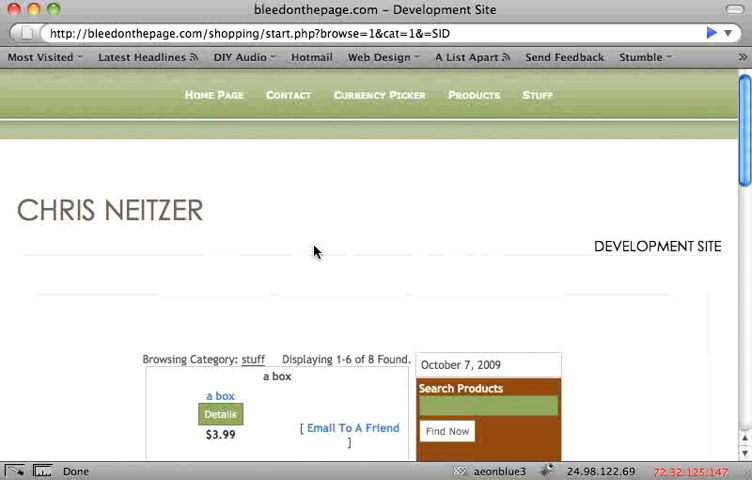 bleedonthepage.com – Development Site
http://bleedonthepage.com/shopping/start.php?browse=1&cat=1&=SID
Most Visited Latest Headlines DIY Audio Hotmail Web Design A List Apart Send Feedback Stumble »
Home Page Contact Currency Picker Products Stuff
CHRIS NEITZER
DEVELOPMENT SITE
Browsing Category: stuff Displaying 1-6 of 8 Found.
October 7, 2009
a box
Search Products
a box
Details
$3.99
[ Email To A Friend
]
Find Now
Done aeonblue3 24.98.122.69 72.32.125.147